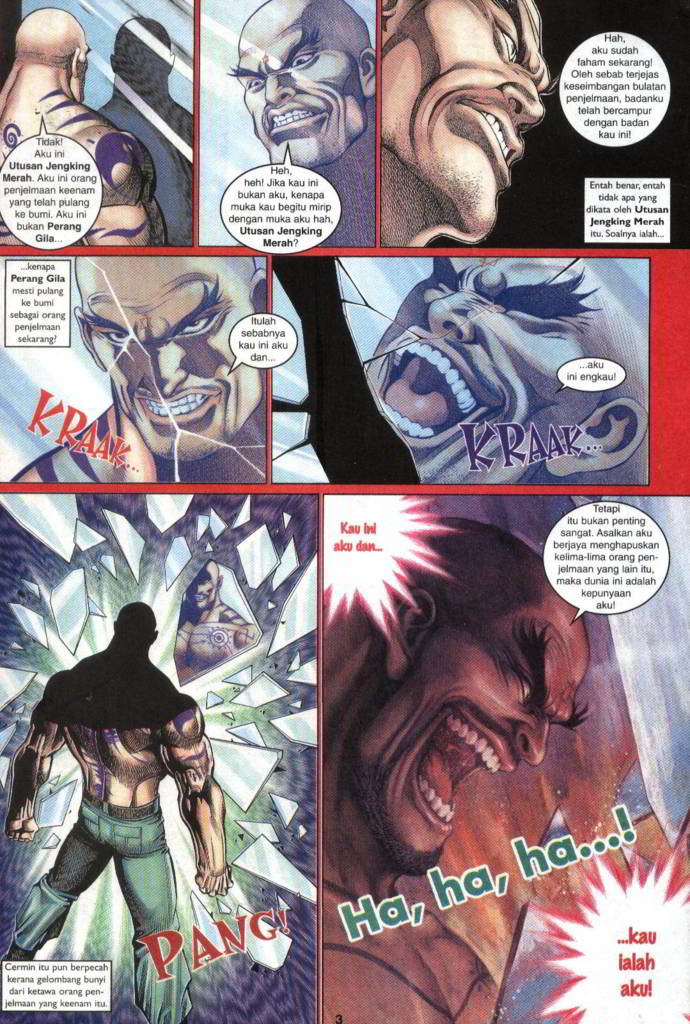 Tidak!
Aku ini
Utusan Jengking
Merah. Aku ini orang
penjelmaan keenam
yang telah pulang
ke bumi. Aku ini
bukan Perang
Gila...
Heh,
heh! Jika kau ini
bukan aku, kenapa
muka kau begitu mirip
dengan muka aku hah,
Utusan Jengking
Merah?
Hah,
aku sudah
faham sekarang!
Oleh sebab terjejas
keseimbangan bulatan
penjelmaan, badanku
telah bercampur
dengan badan
kau ini!
Entah benar, entah
tidak apa yang
dikata oleh Utusan
Jengking Merah
itu. Soalnya ialah...
...kenapa
Perang Gila
mesti pulang
ke bumi
sebagai orang
penjelmaan
sekarang?
Itulah
sebabnya
kau ini aku
dan...
KRAAK...
...aku
ini engkau!
KRAAK...
PANG!
Cermin itu pun berpecah
kerana gelombang bunyi
dari ketawa orang pen-
jelmaan yang keenam itu.
Kau ini
aku dan...
Tetapi
itu bukan penting
sangat. Asalkan aku
berjaya menghapuskan
kelima-lima orang pen-
jelmaan yang lain itu,
maka dunia ini adalah
kepunyaan
aku!
Ha, ha, ha...!
...kau
ialah
aku!
3